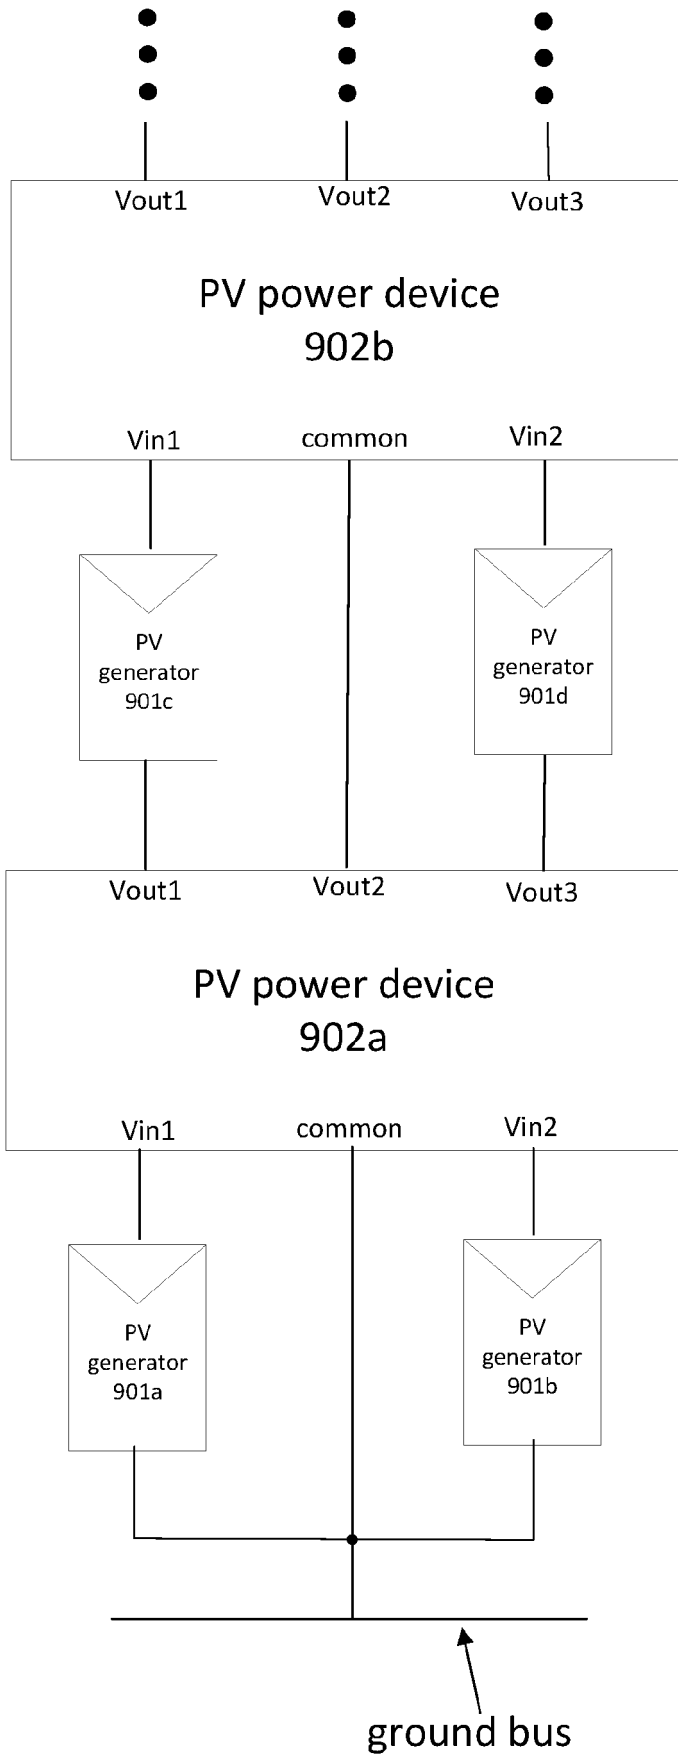 Vout1 Vout2 Vout3
PV power device
902b
Vin1 common Vin2
PV
generator
901c
PV
generator
901d
Vout1 Vout2 Vout3
PV power device
902a
Vin1 common Vin2
PV
generator
901a
PV
generator
901b
ground bus